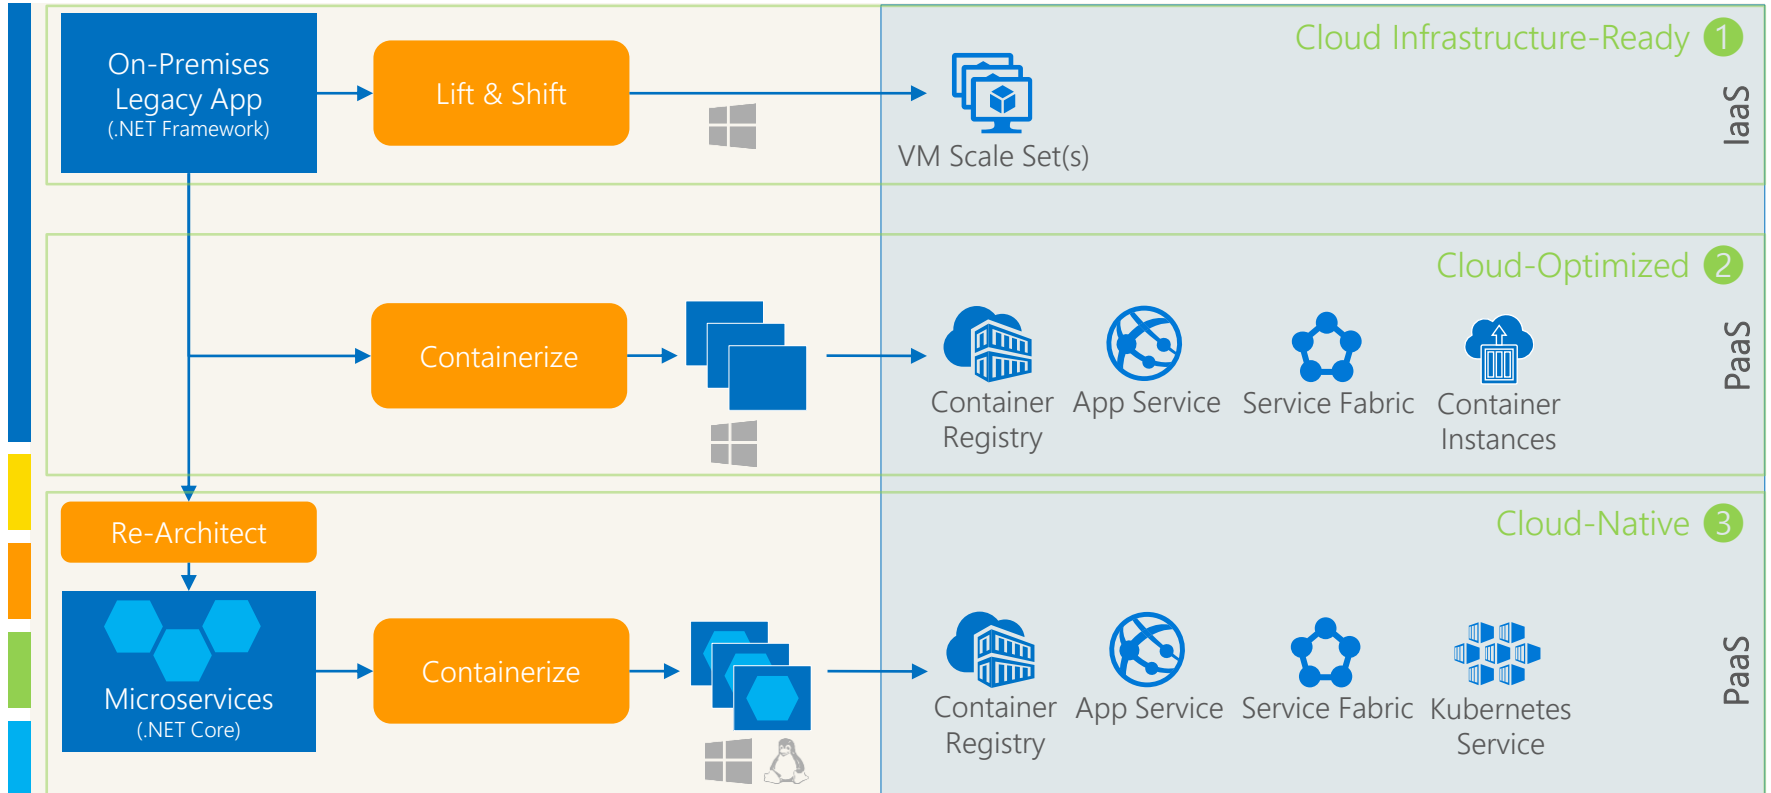 On-Premises
Legacy App
(.NET Framework)
Lift & Shift
VM Scale Set(s)
Cloud Infrastructure-Ready 1
IaaS
Containerize
Container
Registry
App Service
Service Fabric
Container
Instances
Cloud-Optimized 2
PaaS
Re-Architect
Microservices
(.NET Core)
Containerize
Container
Registry
App Service
Service Fabric
Kubernetes
Service
Cloud-Native 3
PaaS